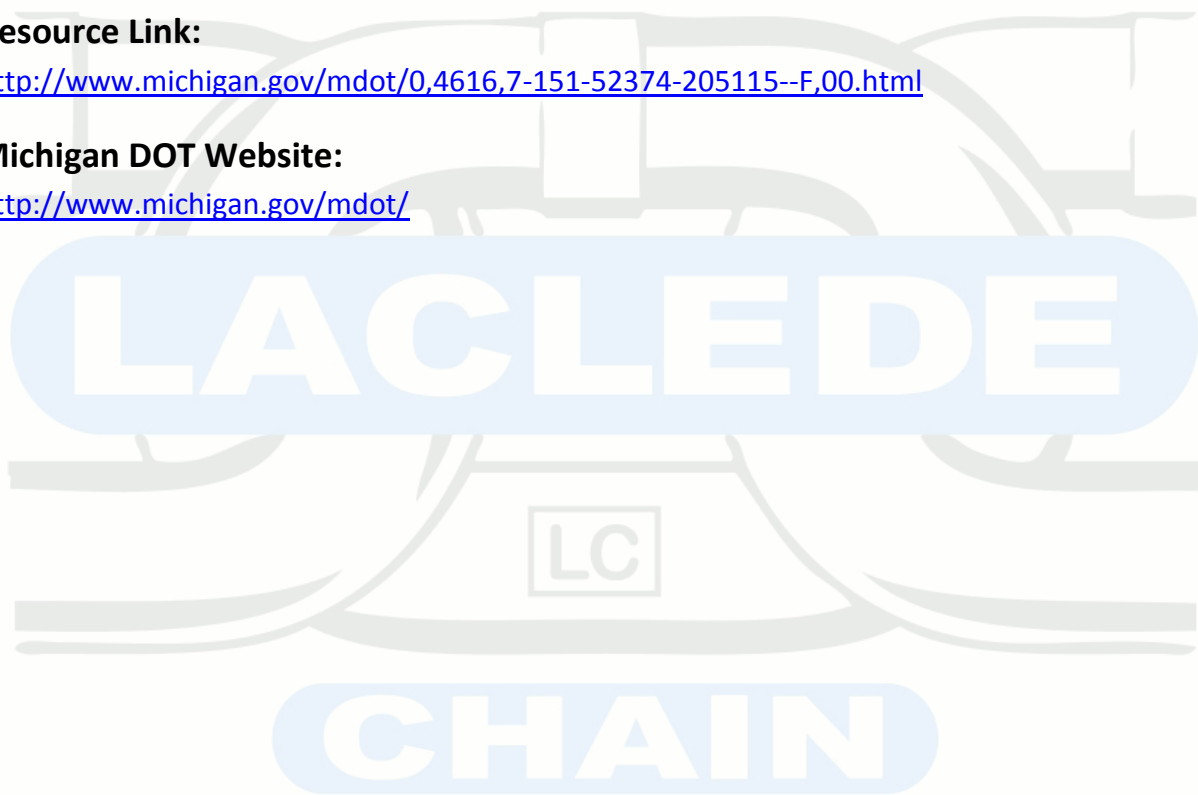 esource Link:
ttp://www.michigan.gov/mdot/0,4616,7-151-52374-205115--F,00.html
Michigan DOT Website:
ttp://www.michigan.gov/mdot/
LACLEDE
LC
CHAIN